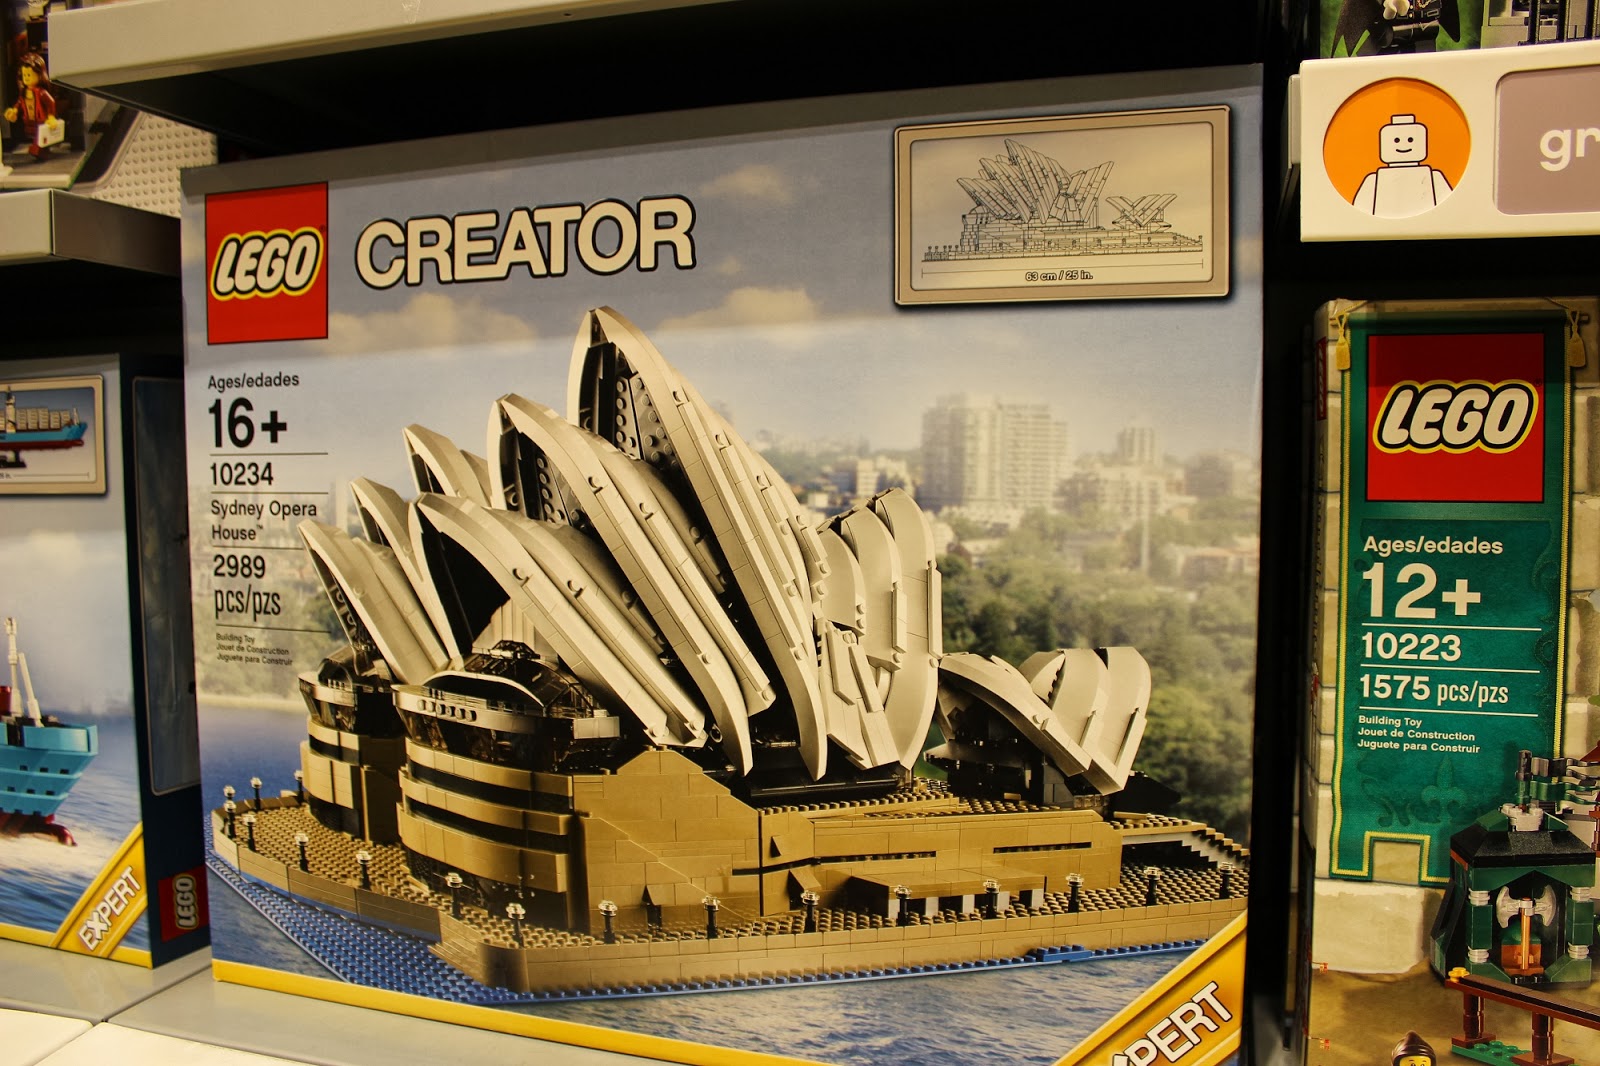 LEGO
CREATOR
63 cm / 25 in.
Ages/edades
16+
10234
Sydney Opera
House™
2989
pcs/pzs
Building Toy
Jouet de Construction
Juguete para Construir
EXPERT
LEGO
PERT
gr
LEGO
Ages/edades
12+
10223
1575 pcs/pzs
Building Toy
Jouet de Construction
Juguete para Construir